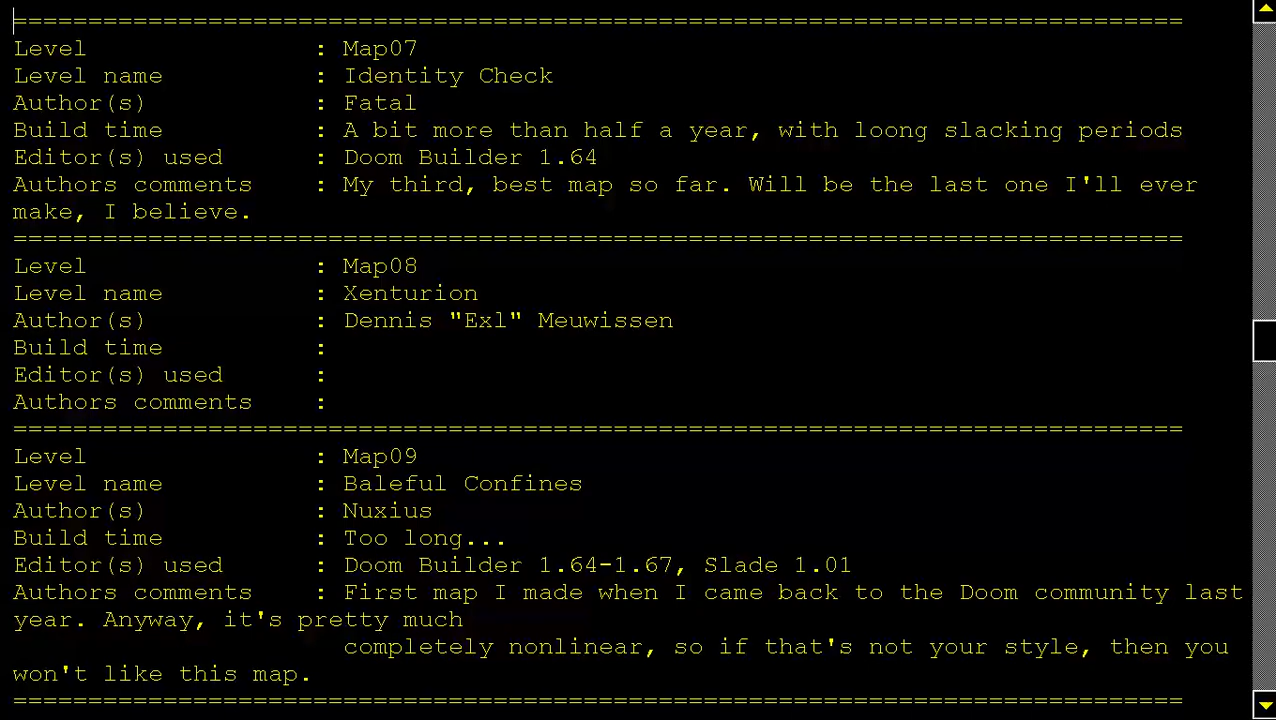 ==============================================================================
Level               : Map07
Level name          : Identity Check
Author(s)           : Fatal
Build time          : A bit more than half a year, with loong slacking periods
Editor(s) used      : Doom Builder 1.64
Authors comments    : My third, best map so far. Will be the last one I'll ever
make, I believe.
==============================================================================
Level               : Map08
Level name          : Xenturion
Author(s)           : Dennis "Exl" Meuwissen
Build time          :
Editor(s) used      :
Authors comments    :
==============================================================================
Level               : Map09
Level name          : Baleful Confines
Author(s)           : Nuxius
Build time          : Too long...
Editor(s) used      : Doom Builder 1.64-1.67, Slade 1.01
Authors comments    : First map I made when I came back to the Doom community last
year. Anyway, it's pretty much
                      completely nonlinear, so if that's not your style, then you
won't like this map.
==============================================================================